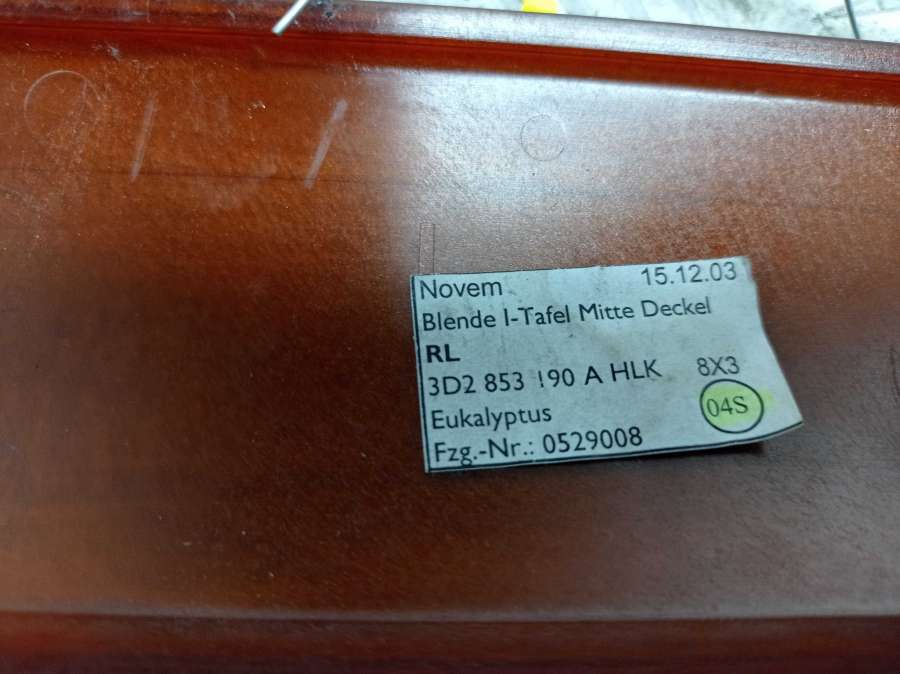 Novem 15.12.03
Blende I-Tafel Mitte Deckel
RL
3D2 853 190 A HLK 8X3
Eukalyptus 04S
Fzg.-Nr.: 0529008